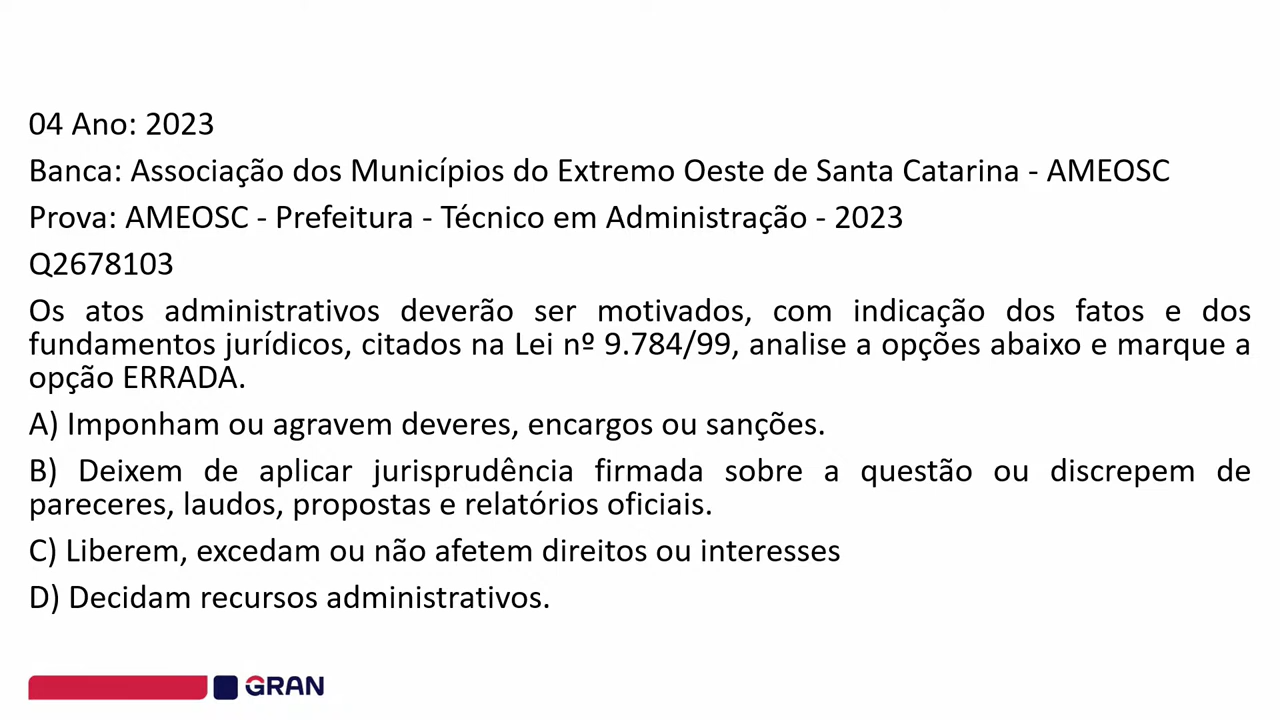 04 Ano: 2023
Banca: Associação dos Municípios do Extremo Oeste de Santa Catarina - AMEOSC
Prova: AMEOSC - Prefeitura - Técnico em Administração - 2023
Q2678103
Os atos administrativos deverão ser motivados, com indicação dos fatos e dos
fundamentos jurídicos, citados na Lei nº 9.784/99, analise a opções abaixo e marque a
opção ERRADA.
A) Imponham ou agravem deveres, encargos ou sanções.
B) Deixem de aplicar jurisprudência firmada sobre a questão ou discrepem de
pareceres, laudos, propostas e relatórios oficiais.
C) Liberem, excedam ou não afetem direitos ou interesses
D) Decidam recursos administrativos.
GRAN